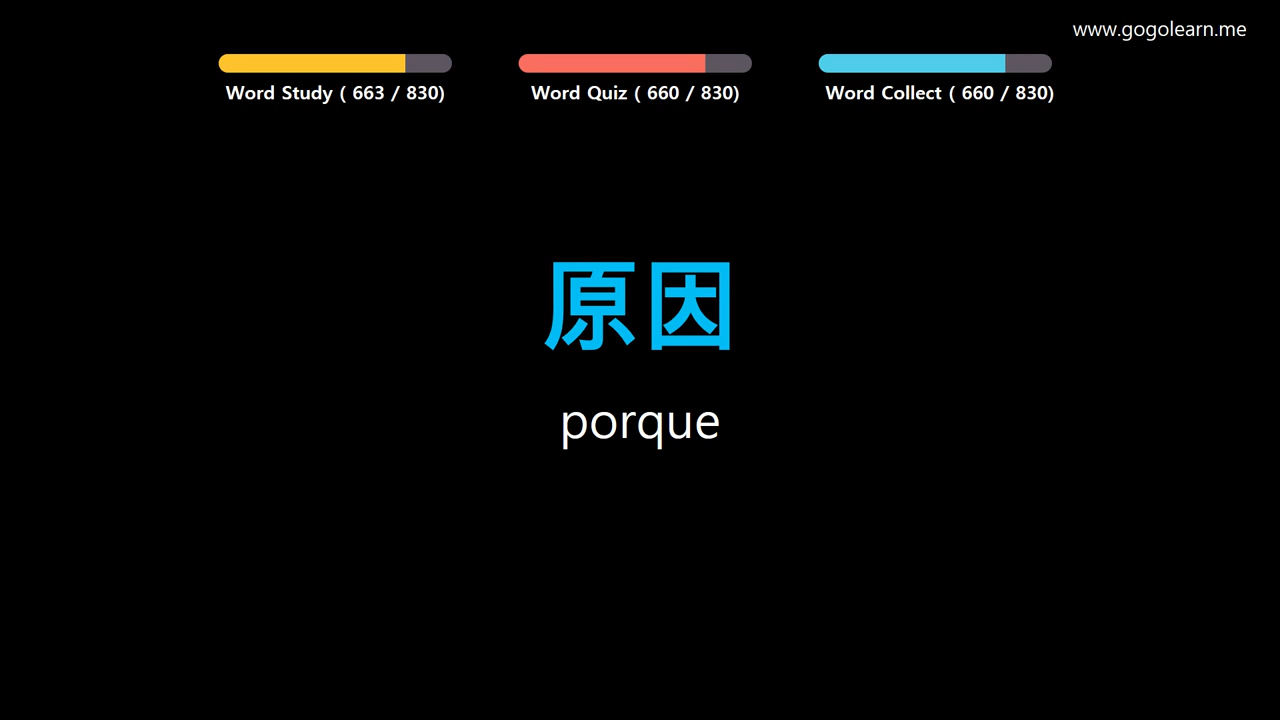 www.gogolearn.me
Word Study ( 663 / 830)
Word Quiz ( 660 / 830)
Word Collect ( 660 / 830)
原因
porque